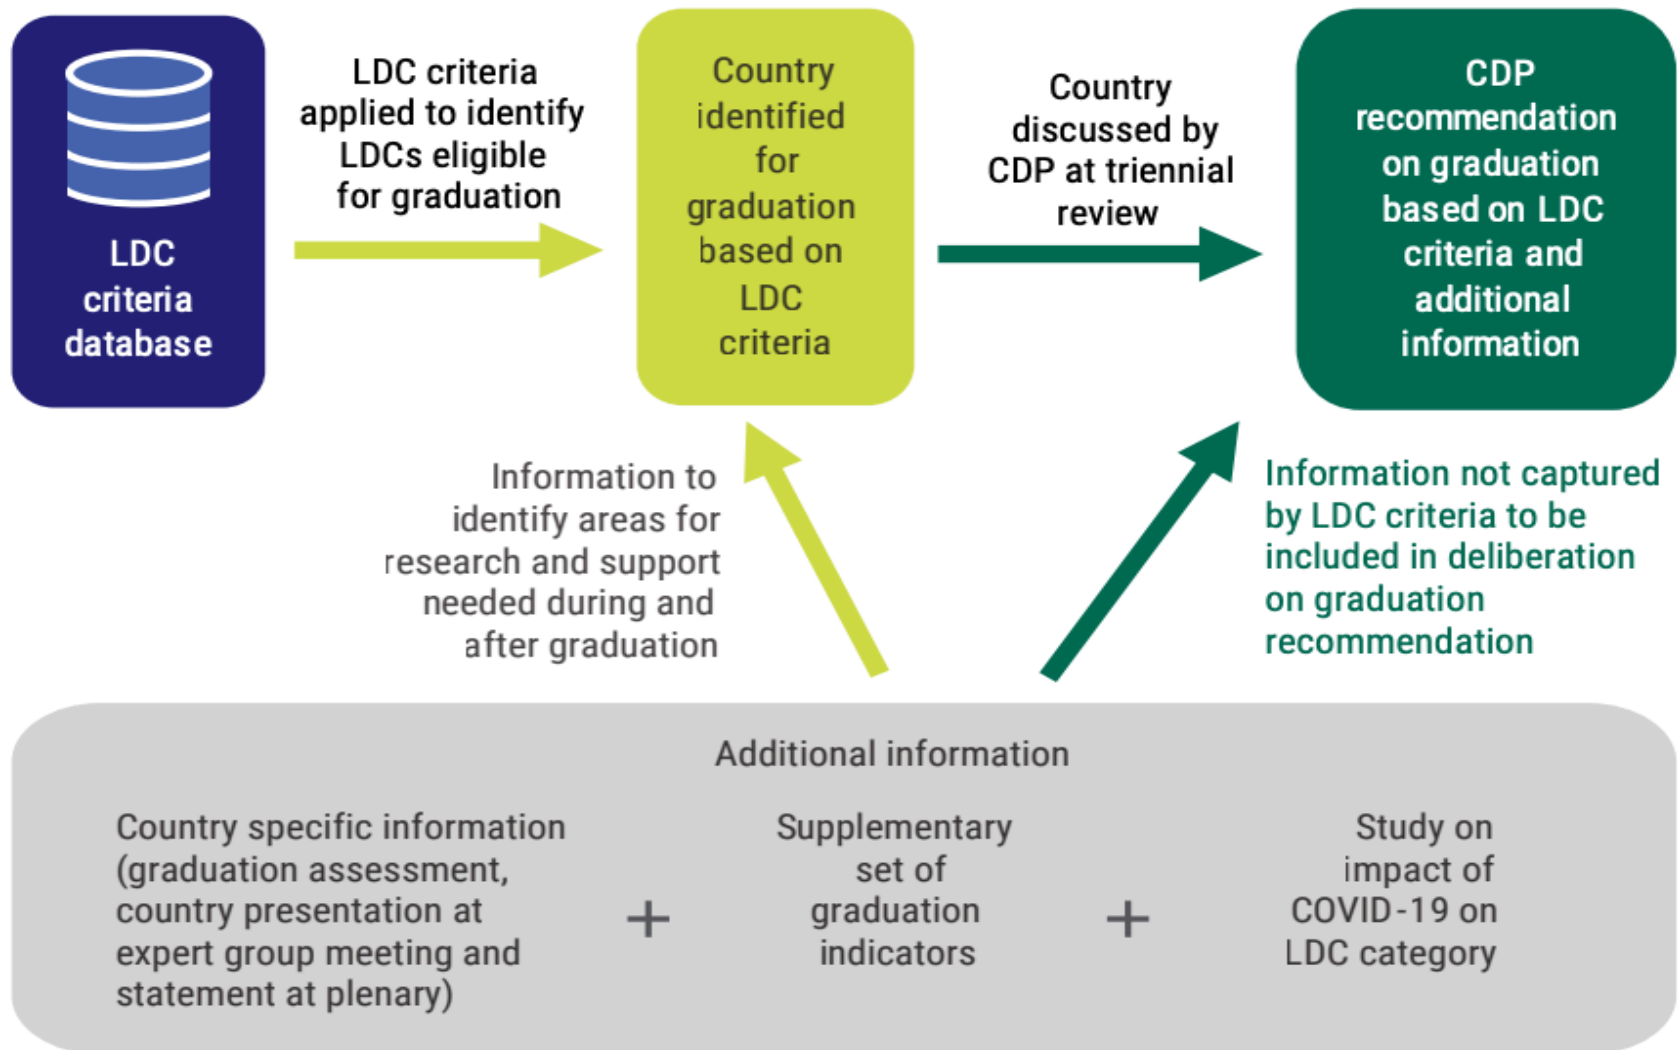 LDC
criteria
database
LDC criteria
applied to identify
LDCs eligible
for graduation
Country
identified
for
graduation
based on
LDC
criteria
Country
discussed by
CDP at triennial
review
CDP
recommendation
on graduation
based on LDC
criteria and
additional
information
Information to
identify areas for
research and support
needed during and
after graduation
Information not captured
by LDC criteria to be
included in deliberation
on graduation
recommendation
Additional information
Country specific information
(graduation assessment,
country presentation at
expert group meeting and
statement at plenary)
+
Supplementary
set of
graduation
indicators
+
Study on
impact of
COVID-19 on
LDC category